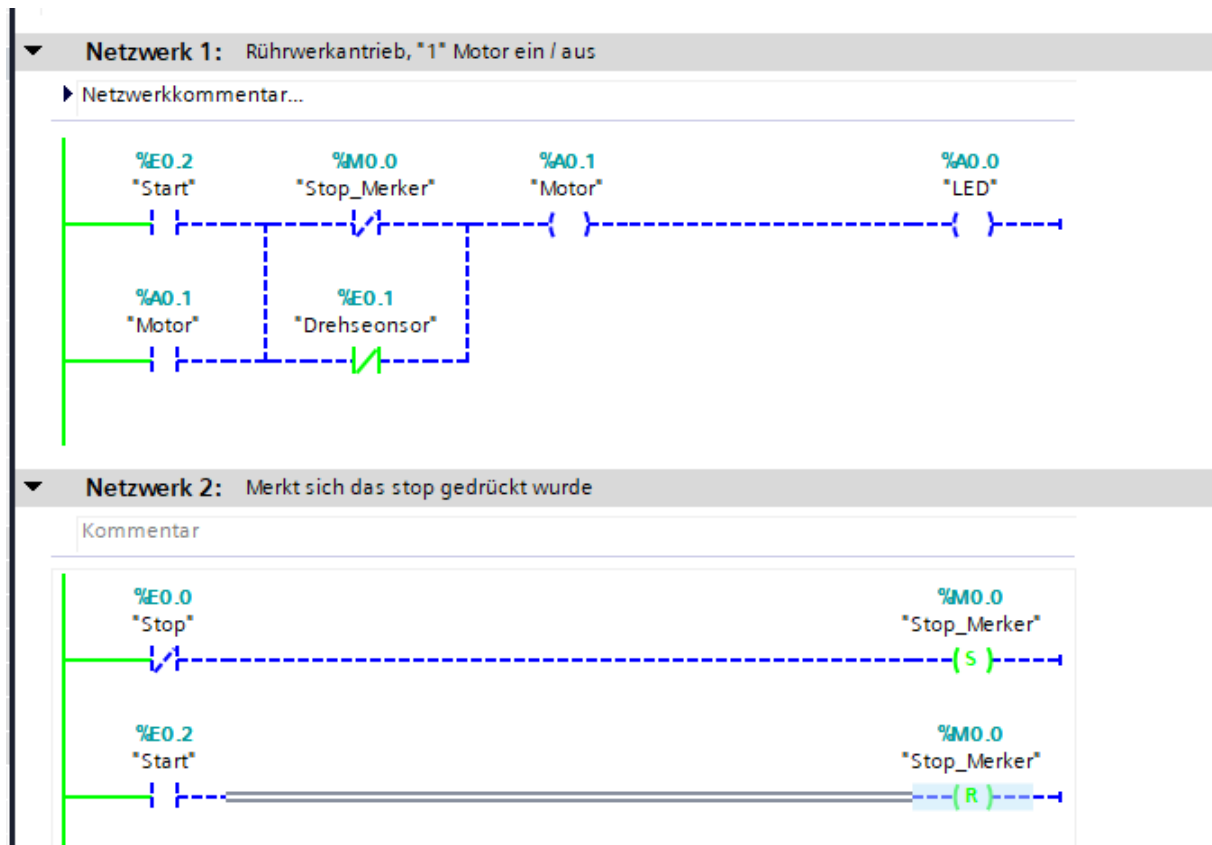 Netzwerk 1: Rührwerkantrieb, "1" Motor ein / aus
Netzwerkkommentar...
%E0.2 %M0.0 %A0.1 %A0.0
"Start" "Stop_Merker" "Motor" "LED"
%A0.1 %E0.1
"Motor" "Drehseonsor"
Netzwerk 2: Merkt sich das stop gedrückt wurde
Kommentar
%E0.0 %M0.0
"Stop" "Stop_Merker"
S
%E0.2 %M0.0
"Start" "Stop_Merker"
R